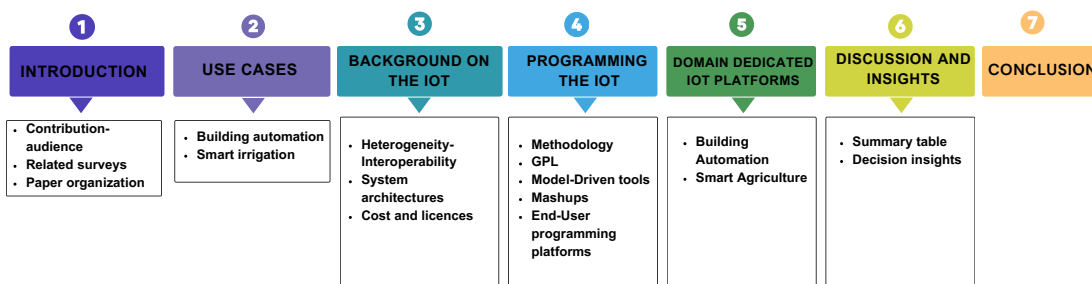 1
INTRODUCTION
• Contribution-
audience
• Related surveys
• Paper organization
2
USE CASES
• Building automation
• Smart irrigation
3
BACKGROUND ON
THE IOT
• Heterogeneity-
Interoperability
• System
architectures
• Cost and licences
4
PROGRAMMING
THE IOT
• Methodology
• GPL
• Model-Driven tools
• Mashups
• End-User
programming
platforms
5
DOMAIN DEDICATED
IOT PLATFORMS
• Building
Automation
• Smart Agriculture
6
DISCUSSION AND
INSIGHTS
• Summary table
• Decision insights
7
CONCLUSION